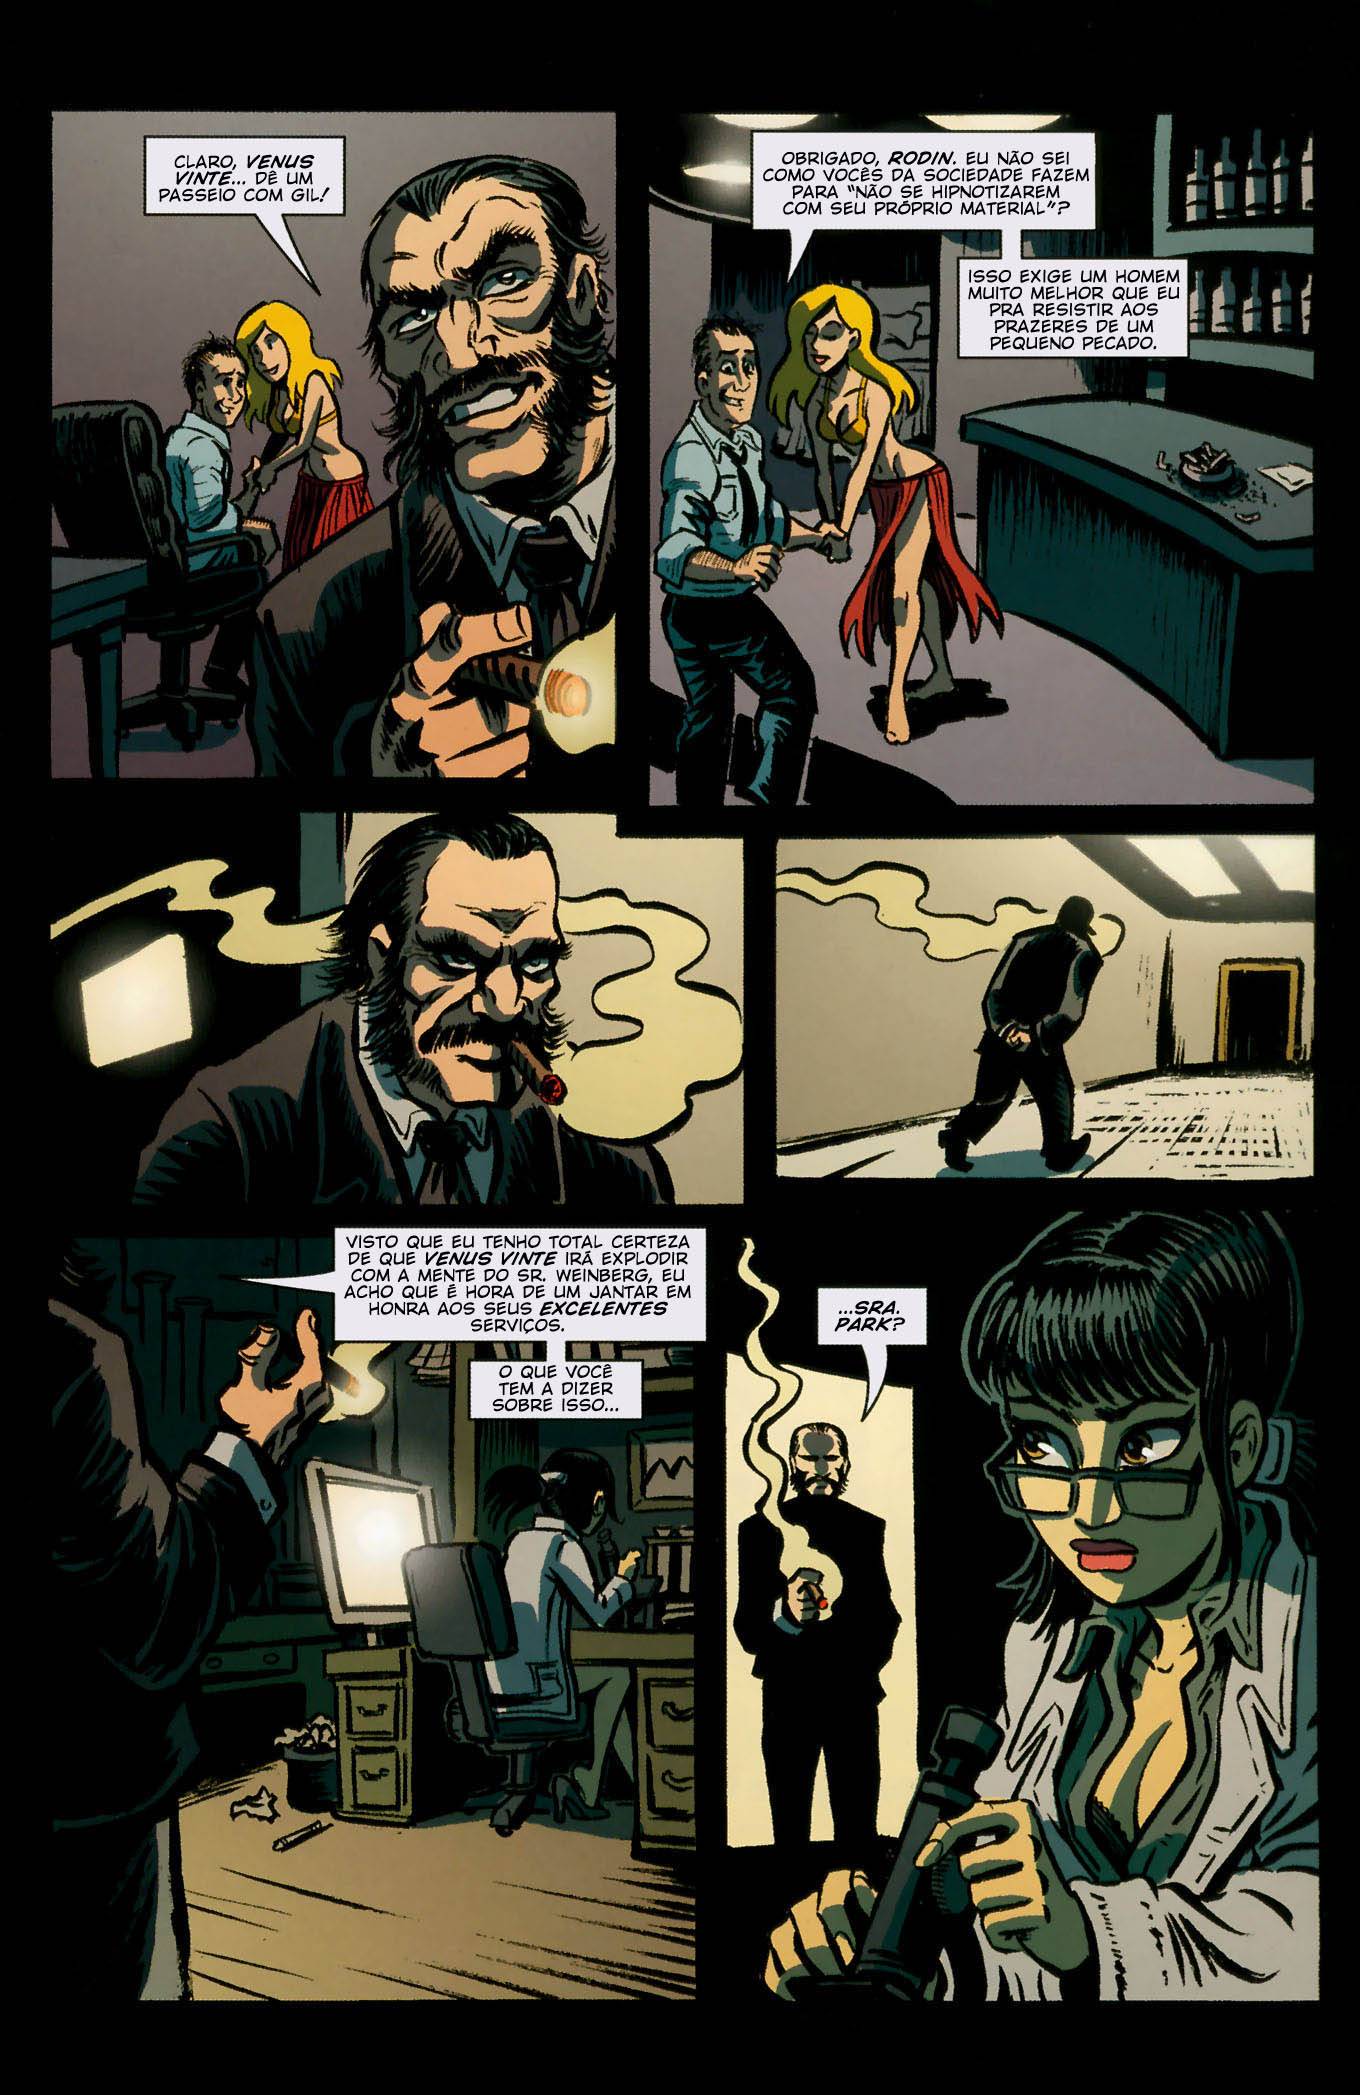 CLARO, VENUS
VINTE... DÊ UM
PASSEIO COM GIL!
OBRIGADO, RODIN. EU NÃO SEI
COMO VOCÊS DA SOCIEDADE FAZEM
PARA “NÃO SE HIPNOTIZAREM
COM SEU PRÓPRIO MATERIAL”?
ISSO EXIGE UM HOMEM
MUITO MELHOR QUE EU
PRA RESISTIR AOS
PRAZERES DE UM
PEQUENO PECADO.
VISTO QUE EU TENHO TOTAL CERTEZA
DE QUE VENUS VINTE IRÁ EXPLODIR
COM A MENTE DO SR. WEINBERG, EU
ACHO QUE É HORA DE UM JANTAR EM
HONRA AOS SEUS EXCELENTES
SERVIÇOS.
O QUE VOCÊ
TEM A DIZER
SOBRE ISSO...
...SRA.
PARK?